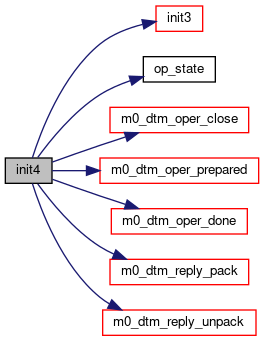 init3
op_state
m0_dtm_oper_close
init4
m0_dtm_oper_prepared
m0_dtm_oper_done
m0_dtm_reply_pack
m0_dtm_reply_unpack